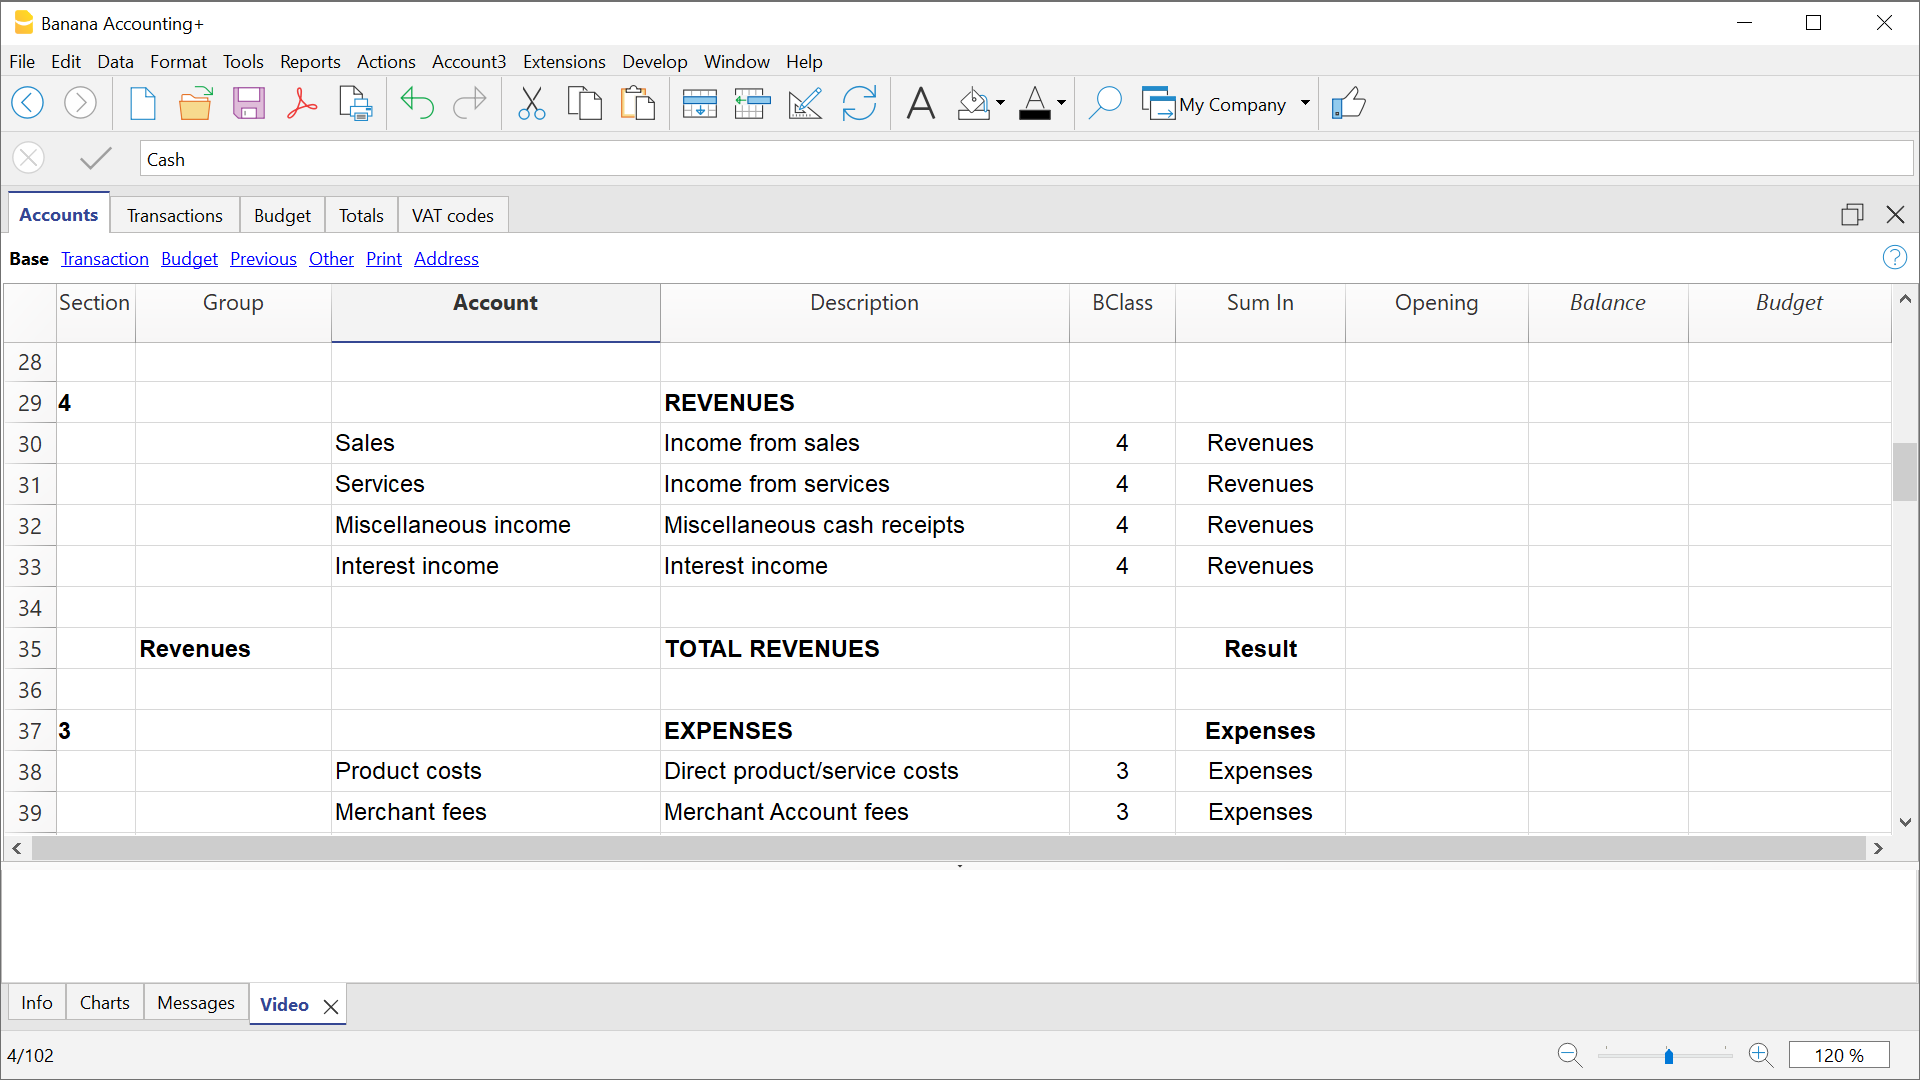 Banana Accounting+
File Edit Data Format Tools Reports Actions Account3 Extensions Develop Window Help
My Company
Cash
Accounts Transactions Budget Totals VAT codes
Base Transaction Budget Previous Other Print Address
Section Group Account Description BClass Sum In Opening Balance Budget
28
29 4 REVENUES
30 Sales Income from sales 4 Revenues
31 Services Income from services 4 Revenues
32 Miscellaneous income Miscellaneous cash receipts 4 Revenues
33 Interest income Interest income 4 Revenues
34
35 Revenues TOTAL REVENUES Result
36
37 3 EXPENSES Expenses
38 Product costs Direct product/service costs 3 Expenses
39 Merchant fees Merchant Account fees 3 Expenses
Info Charts Messages Video
4/102
120 %